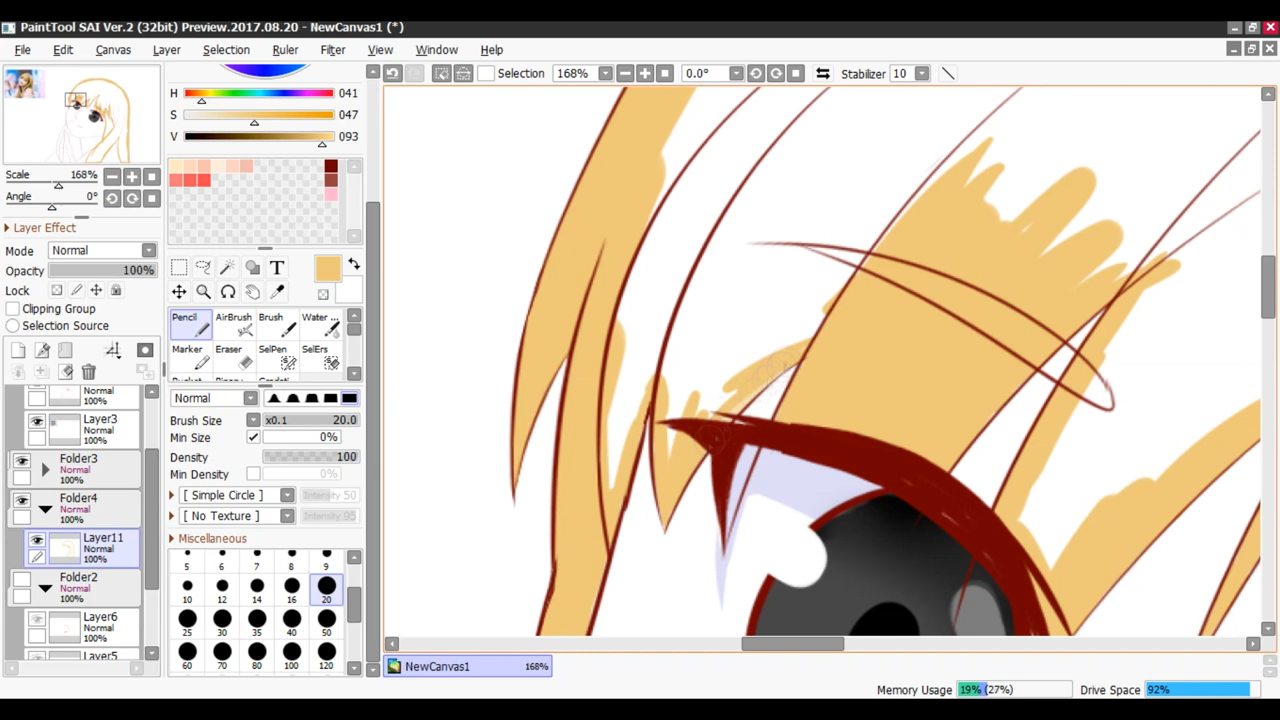 PaintTool SAI Ver.2 (32bit) Preview.2017.08.20 - NewCanvas1 (*)
File Edit Canvas Layer Selection Ruler Filter View Window Help
Selection 168% 0.0° Stabilizer 10
H 041
S 047
V 093
Scale 168%
Angle 0°
Layer Effect
Mode Normal
Opacity 100%
Lock
Clipping Group
Selection Source
T
Pencil AirBrush Brush Water ...
Marker Eraser SelPen SelErs
Normal
Brush Size x0.1 20.0
Min Size 0%
Density 100
Min Density 0%
[ Simple Circle ] Intensity 50
[ No Texture ] Intensity 95
Miscellaneous
5 6 7 8 9
10 12 14 16 20
25 30 35 40 50
60 70 80 100 120
Normal
100%
Layer3
Normal
100%
Folder3
Normal
100%
Folder4
Normal
100%
Layer11
Normal
100%
Folder2
Normal
100%
Layer6
Normal
100%
Layer5
NewCanvas1 168%
Memory Usage 19% (27%) Drive Space 92%